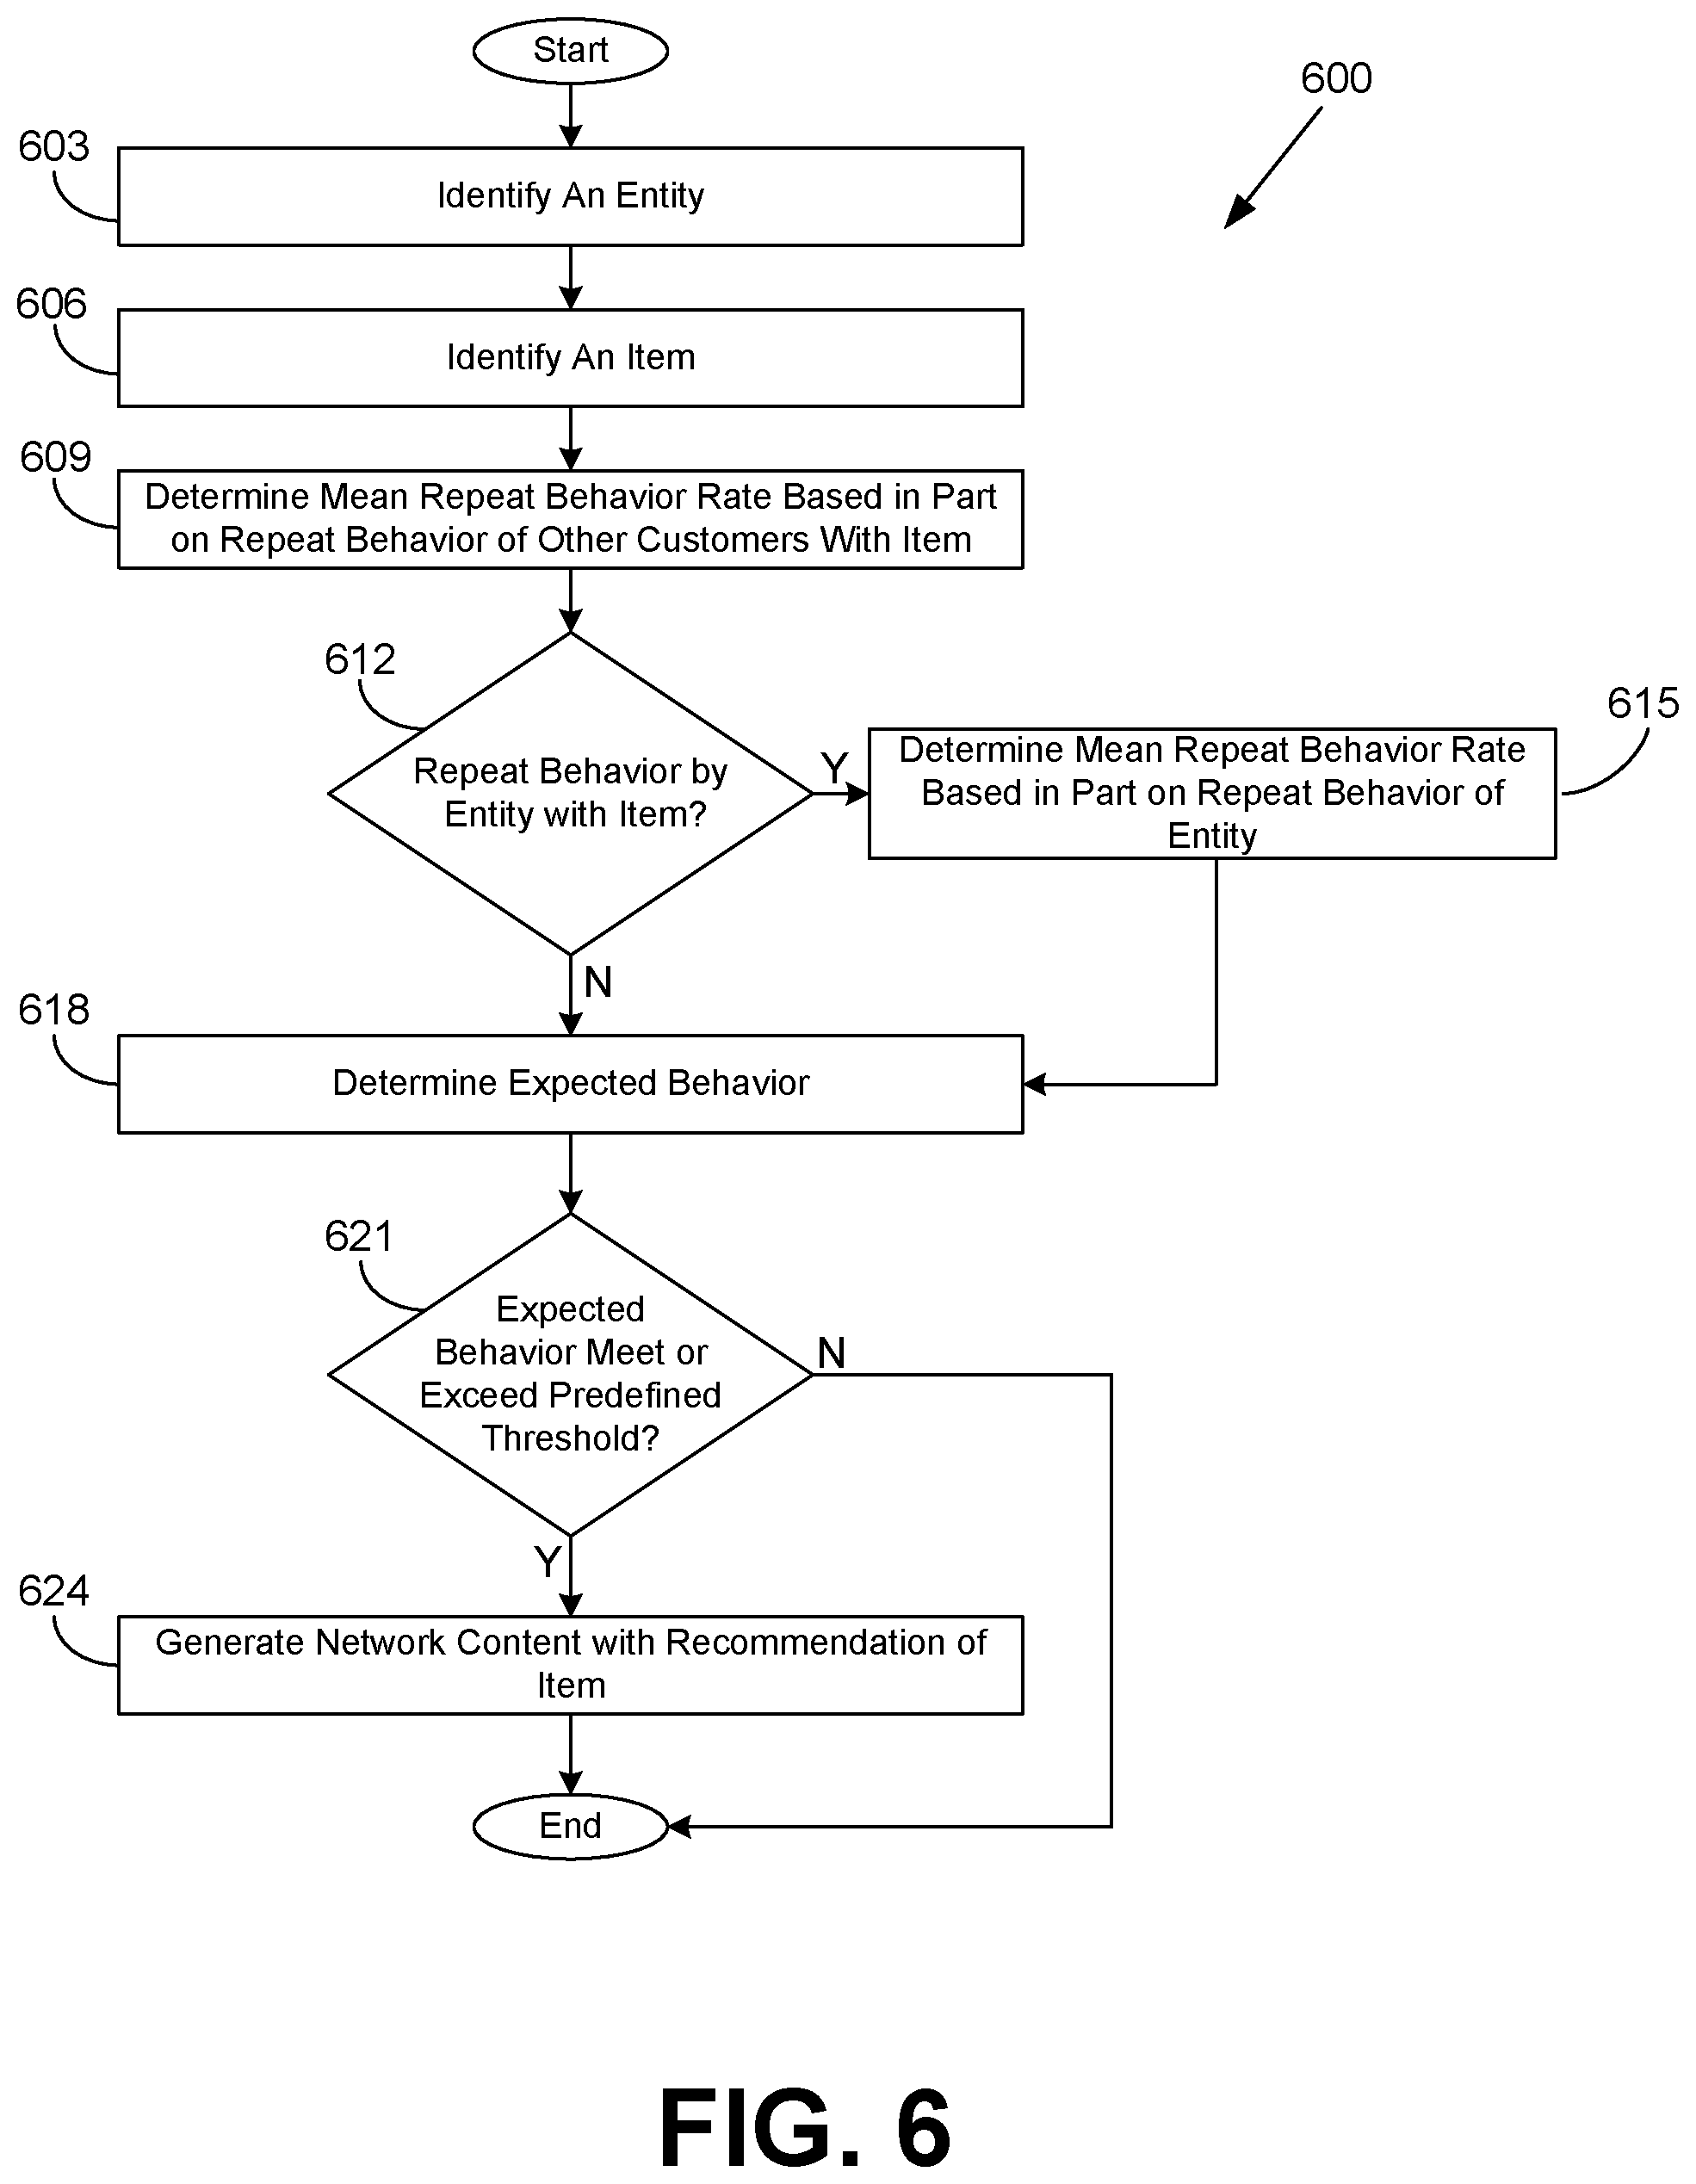 Start
600
603
Identify An Entity
606
Identify An Item
609
Determine Mean Repeat Behavior Rate Based in Part
on Repeat Behavior of Other Customers With Item
612
Repeat Behavior by
Entity with Item?
Y
615
Determine Mean Repeat Behavior Rate
Based in Part on Repeat Behavior of
Entity
N
618
Determine Expected Behavior
621
Expected
Behavior Meet or
Exceed Predefined
Threshold?
N
Y
624
Generate Network Content with Recommendation of
Item
End
FIG. 6